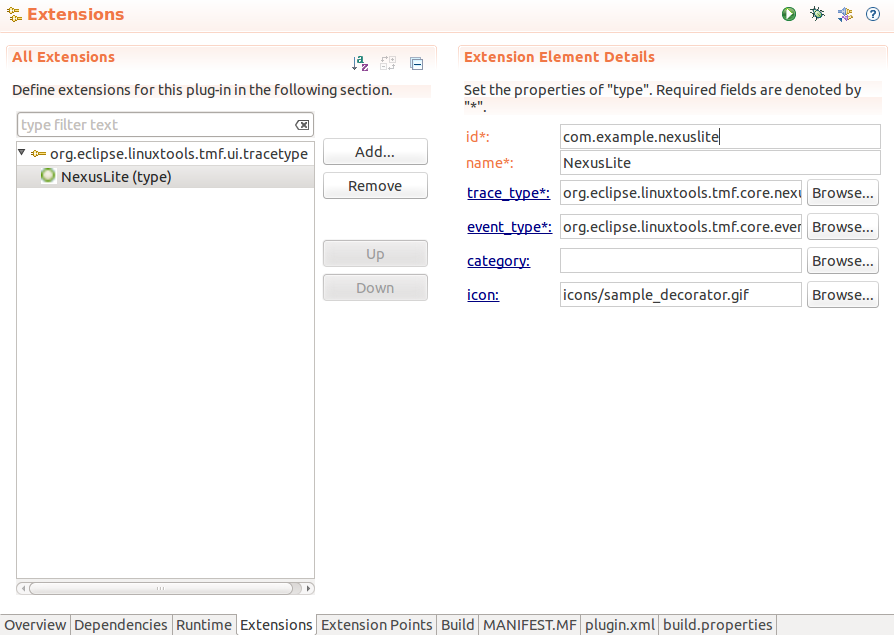 Extensions
All Extensions
Define extensions for this plug-in in the following section.
type filter text
org.eclipse.linuxtools.tmf.ui.tracetype
NexusLite (type)
Add...
Remove
Up
Down
Extension Element Details
Set the properties of "type". Required fields are denoted by
"*".
id*: com.example.nexuslite
name*: NexusLite
trace_type*: org.eclipse.linuxtools.tmf.core.nexu Browse...
event_type*: org.eclipse.linuxtools.tmf.core.even Browse...
category: Browse...
icon: icons/sample_decorator.gif Browse...
Overview Dependencies Runtime Extensions Extension Points Build MANIFEST.MF plugin.xml build.properties